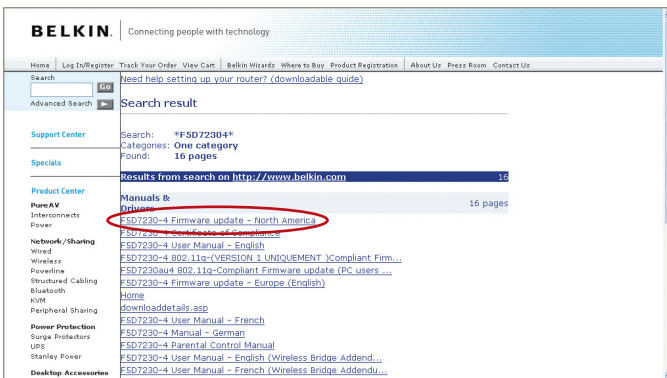 BELKIN.
Connecting people with technology
Home | Log In/Register Track Your Order View Cart | Belkin Wizards Where to Buy Product Registration | About Us Press Room Contact Us
Search
Go
Advanced Search
Support Center
Specials
Product Center
PureAV
Interconnects
Power
Network/Sharing
Wired
Wireless
Poverline
Structured Cabling
Bluetooth
KVM
Peripheral Sharing
Power Protection
Surge Protectors
UPS
Stanley Power
Desktop Accessories
Need help setting up your router? (downloadable guide)
Search result
Search: *F5D72304*
Categories: One category
Found: 16 pages
Results from search on http://www.belkin.com 16
Manuals &
Drivers 16 pages
F5D7230-4 Firmware update - North America
F5D7230-4 Certificate of Compliance
F5D7230-4 User Manual - English
F5D7230-4 802.11g-(VERSION 1 UNIQUEMENT )Compliant Firm...
F5D7230au4 802.11g-Compliant Firmware update (PC users ...
F5D7230-4 Firmware update - Europe (English)
Home
downloaddetails.asp
F5D7230-4 User Manual - French
F5D7230-4 Manual - German
F5D7230-4 Parental Control Manual
F5D7230-4 User Manual - English (Wireless Bridge Addend...
F5D7230-4 User Manual - French (Wireless Bridge Addendu...